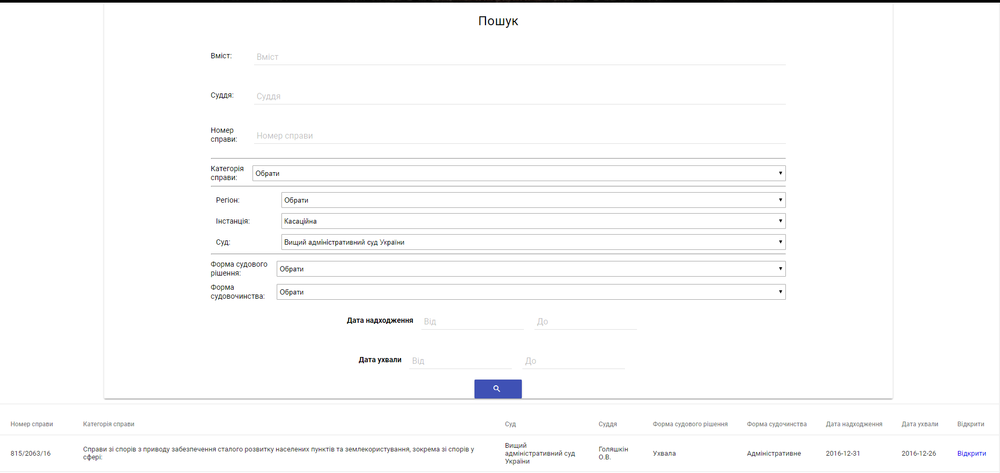 Пошук
Вміст: Вміст
Суддя: Суддя
Номер
справи: Номер справи
Категорія
справи: Обрати
Регіон: Обрати
Інстанція: Касаційна
Суд: Вищий адміністративний суд України
Форма судового
рішення: Обрати
Форма
судовочинства: Обрати
Дата надходження Від До
Дата ухвали Від До
Номер справи Категорія справи Суд Суддя Форма судового рішення Форма судочинства Дата надходження Дата ухвали Відкрити
815/2063/16
Справи зі спорів з приводу забезпечення сталого розвитку населених пунктів та землекористування, зокрема зі спорів у
сфері:
Вищий
адміністративний суд
України
Голяшкін
О.В.
Ухвала
Адміністративне
2016-12-31
2016-12-26
Відкрити